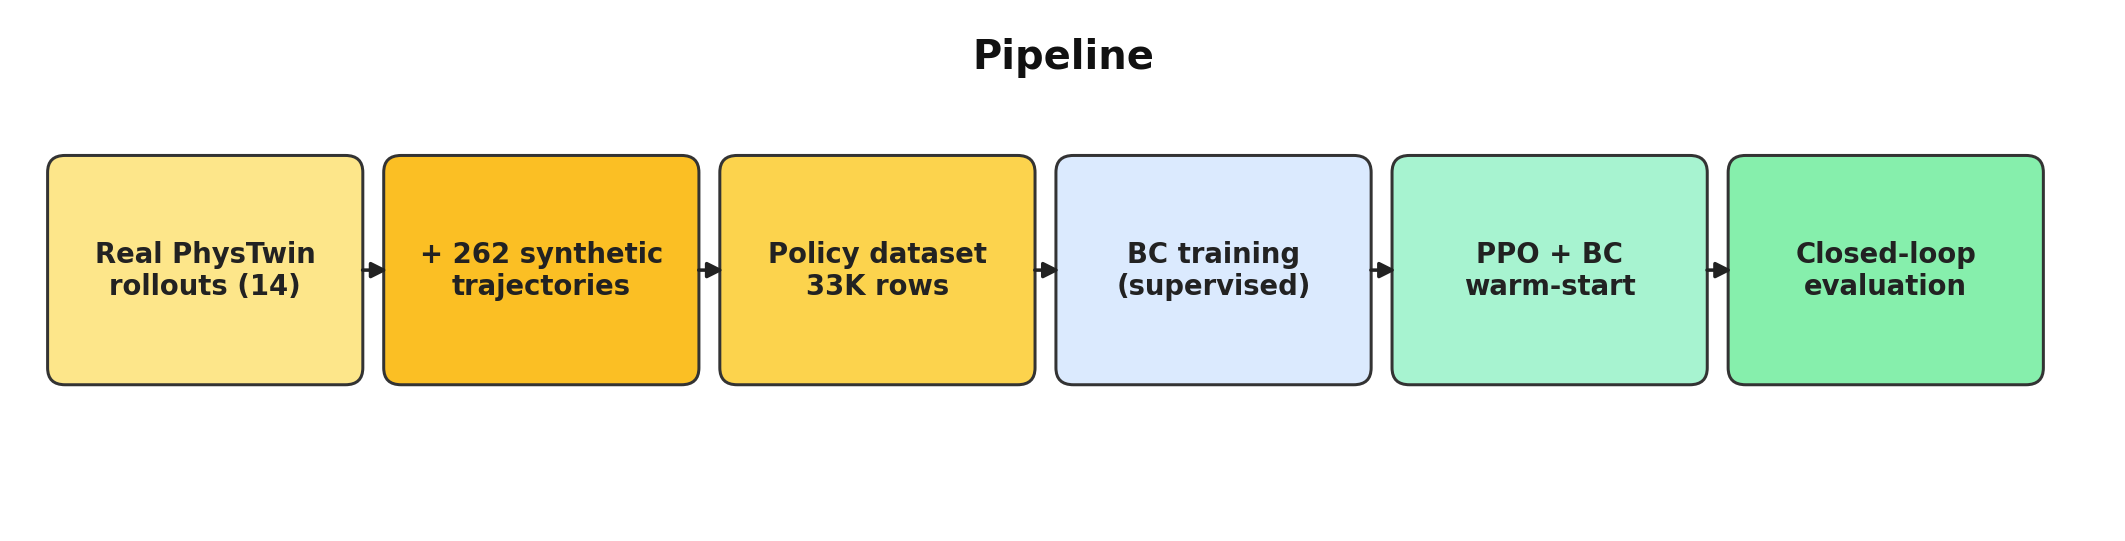 Pipeline
Real PhysTwin
rollouts (14)
+ 262 synthetic
trajectories
Policy dataset
33K rows
BC training
(supervised)
PPO + BC
warm-start
Closed-loop
evaluation